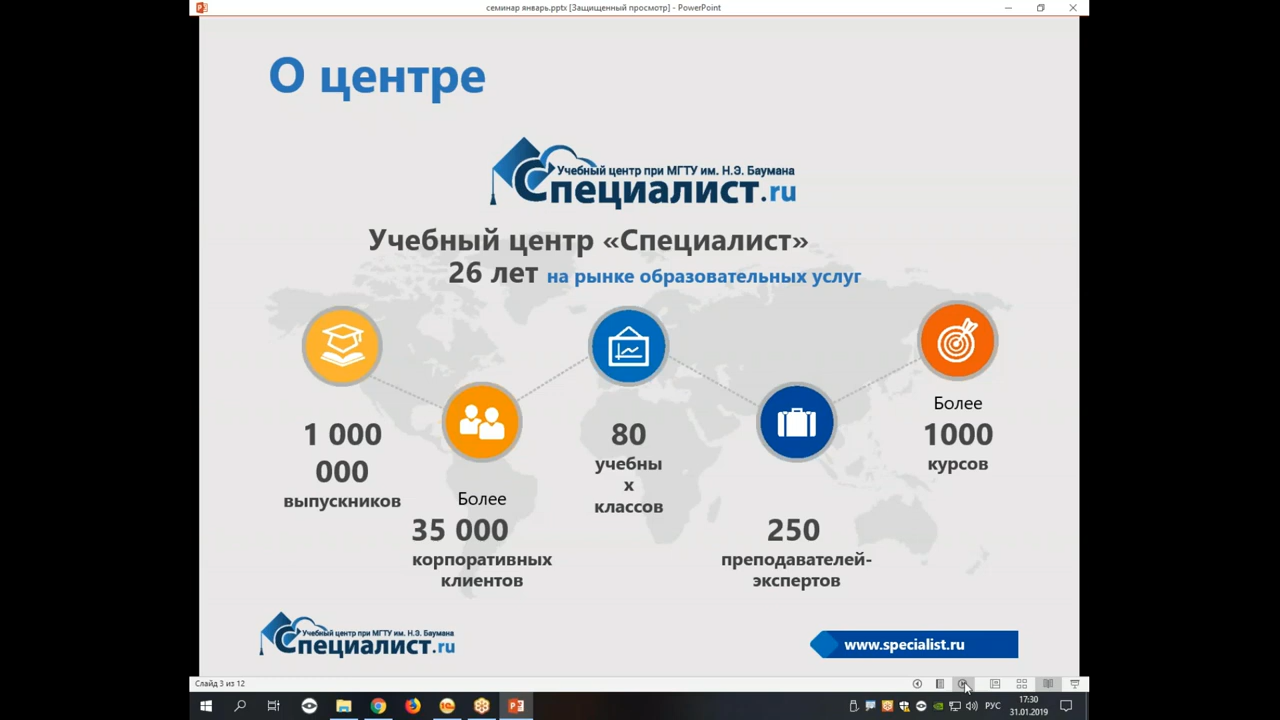 семинар январь.pptx [Защищенный просмотр] - PowerPoint
О центре
Учебный центр при МГТУ им. Н.Э. Баумана
Специалист.ru
Учебный центр «Специалист»
26 лет на рынке образовательных услуг
1 000
000
выпускников
Более
35 000
корпоративных
клиентов
80
учебны
х
классов
250
преподавателей-
экспертов
Более
1000
курсов
Учебный центр при МГТУ им. Н.Э. Баумана
Специалист.ru
www.specialist.ru
Слайд 3 из 12
РУС
17:30
31.01.2019